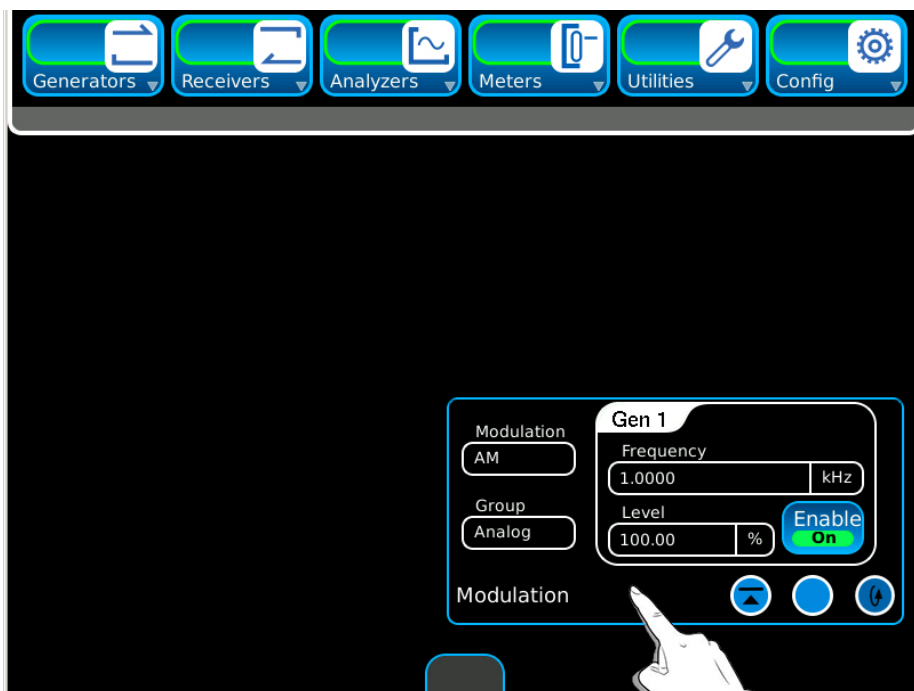 Generators Receivers Analyzers Meters Utilities Config
Gen 1
Modulation
AM
Frequency
1.0000 kHz
Group
Analog
Level
100.00 %
Enable
On
Modulation